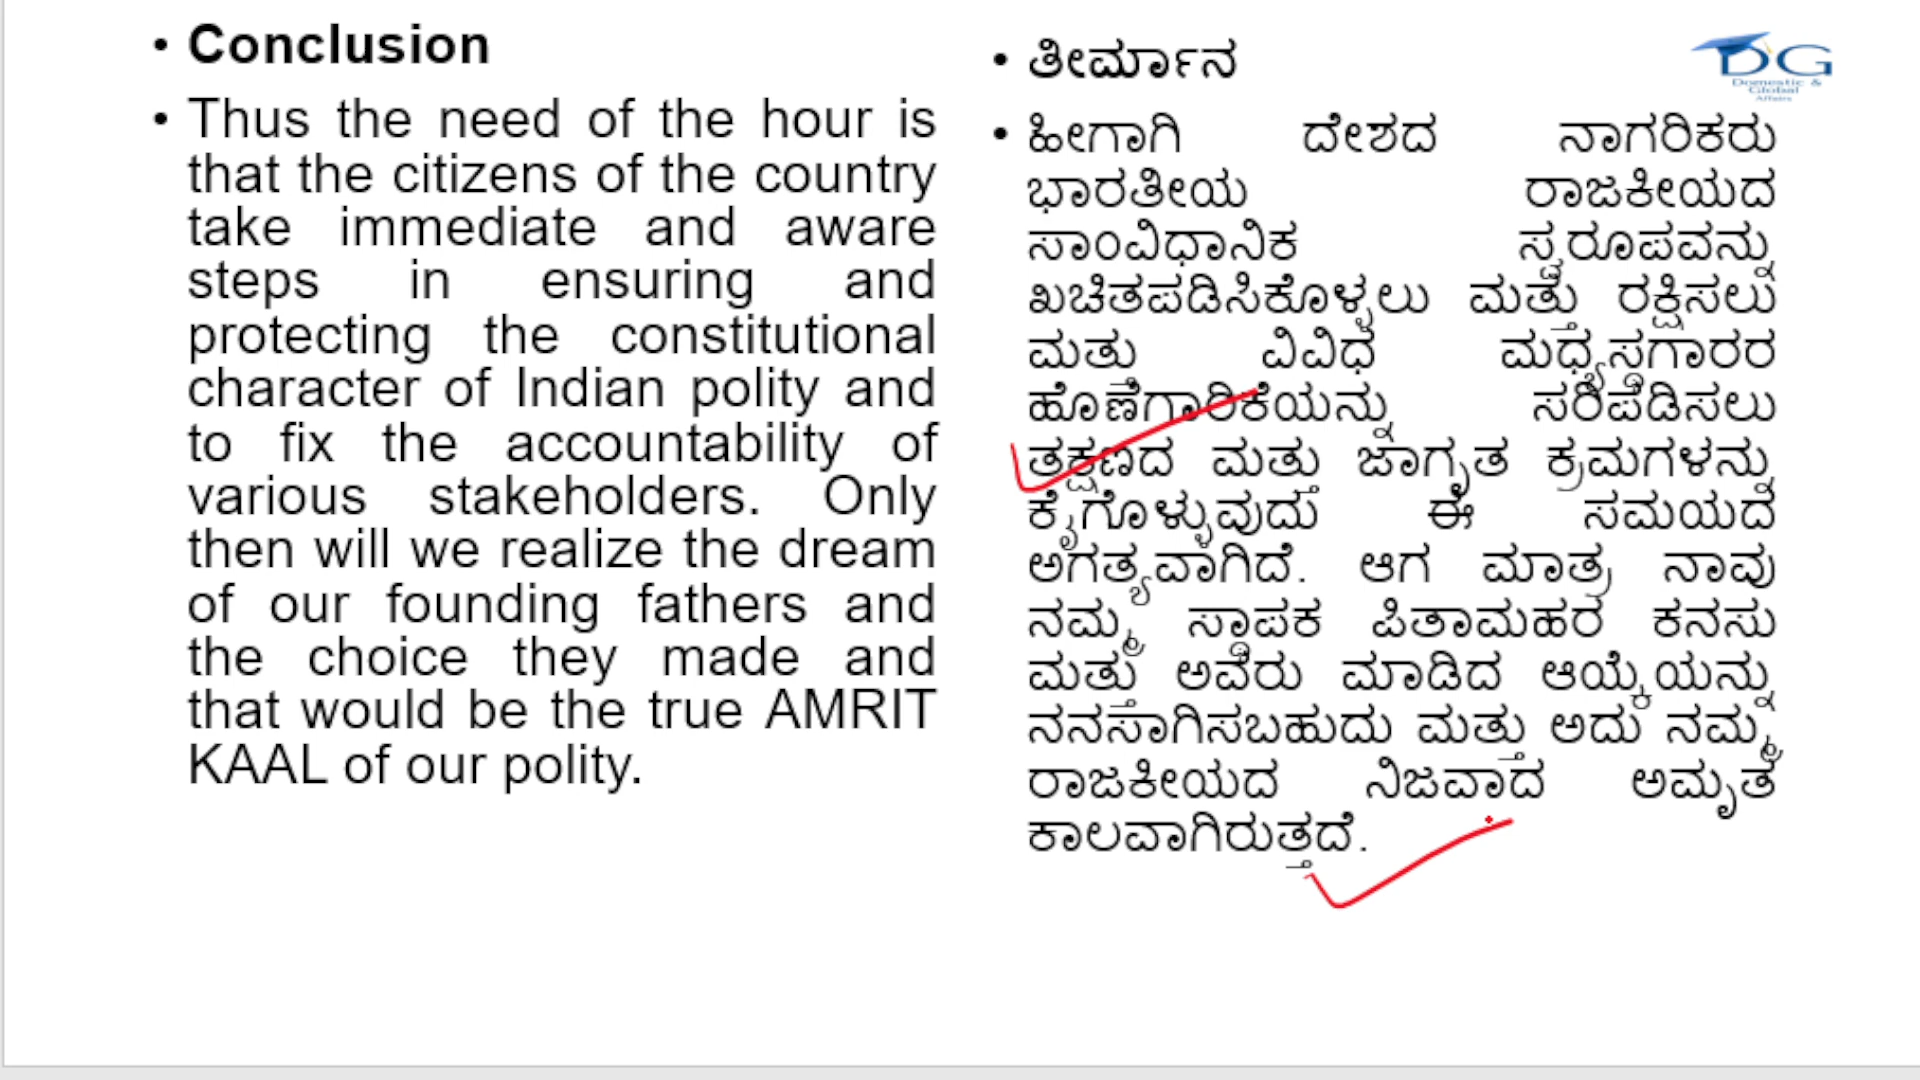 • Conclusion
• Thus the need of the hour is
that the citizens of the country
take immediate and aware
steps in ensuring and
protecting the constitutional
character of Indian polity and
to fix the accountability of
various stakeholders. Only
then will we realize the dream
of our founding fathers and
the choice they made and
that would be the true AMRIT
KAAL of our polity.
• ತೀರ್ಮಾನ
• ಹೀಗಾಗಿ ದೇಶದ ನಾಗರಿಕರು
ಭಾರತೀಯ ರಾಜಕೀಯದ
ಸಾಂವಿಧಾನಿಕ ಸ್ವರೂಪವನ್ನು
ಖಚಿತಪಡಿಸಿಕೊಳ್ಳಲು ಮತ್ತು ರಕ್ಷಿಸಲು
ಮತ್ತು ವಿವಿಧ ಮಧ್ಯಸ್ಥಗಾರರ
ಹೊಣೆಗಾರಿಕೆಯನ್ನು ಸರಿಪಡಿಸಲು
ತಕ್ಷಣದ ಮತ್ತು ಜಾಗೃತ ಕ್ರಮಗಳನ್ನು
ಕೈಗೊಳ್ಳುವುದು ಈ ಸಮಯದ
ಅಗತ್ಯವಾಗಿದೆ. ಆಗ ಮಾತ್ರ ನಾವು
ನಮ್ಮ ಸ್ಥಾಪಕ ಪಿತಾಮಹರ ಕನಸು
ಮತ್ತು ಅವರು ಮಾಡಿದ ಆಯ್ಕೆಯನ್ನು
ನನಸಾಗಿಸಬಹುದು ಮತ್ತು ಅದು ನಮ್ಮ
ರಾಜಕೀಯದ ನಿಜವಾದ ಅಮೃತ
ಕಾಲವಾಗಿರುತ್ತದೆ.
DG
Domestic &
Global
Affairs